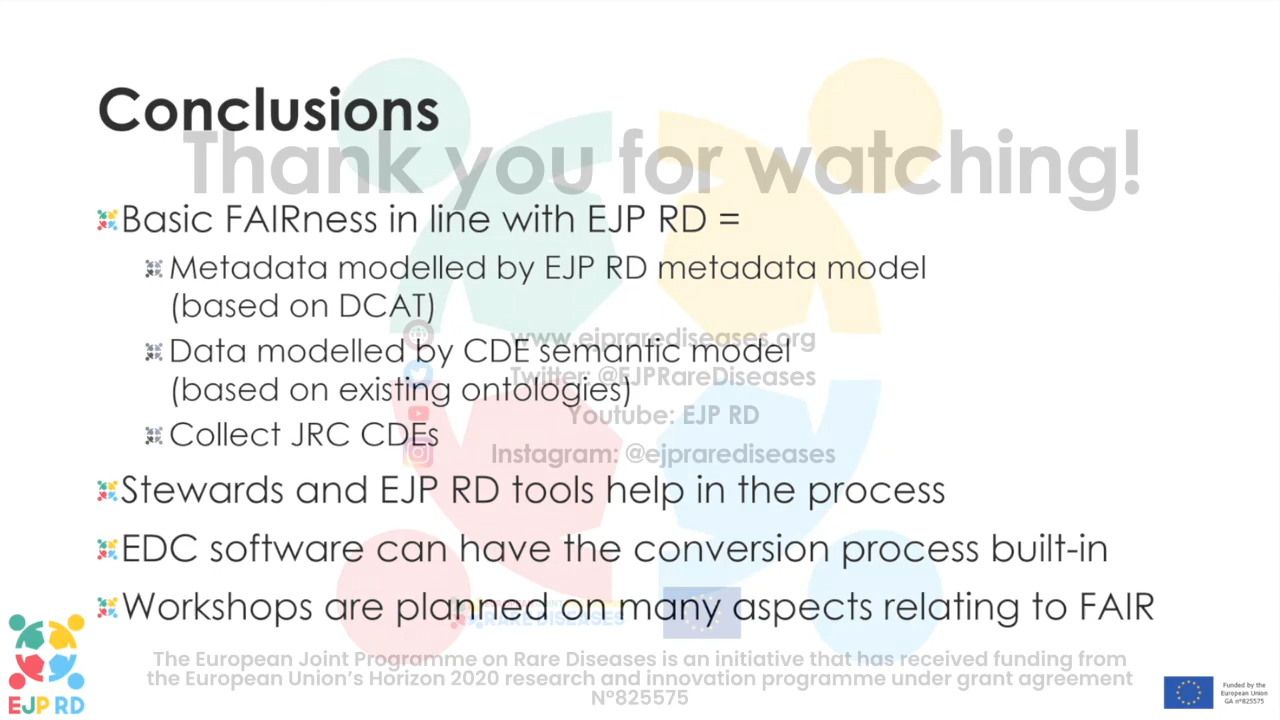 Conclusions
Thank you for watching!
Basic FAIRness in line with EJP RD =
Metadata modelled by EJP RD metadata model
(based on DCAT)
www.ejprarediseases.org
Data modelled by CDE semantic model
Twitter: @EJPRareDiseases
(based on existing ontologies)
Youtube: EJP RD
Collect JRC CDEs
Instagram: @ejprarediseases
Stewards and EJP RD tools help in the process
EDC software can have the conversion process built-in
Workshops are planned on many aspects relating to FAIR
RARE DISEASES
The European Joint Programme on Rare Diseases is an intiative that has received funding from
the European Union's Horizon 2020 research and innovation programme under grant agreement
N°825575
EJP RD
Funded by the
European Union
GA n°825575